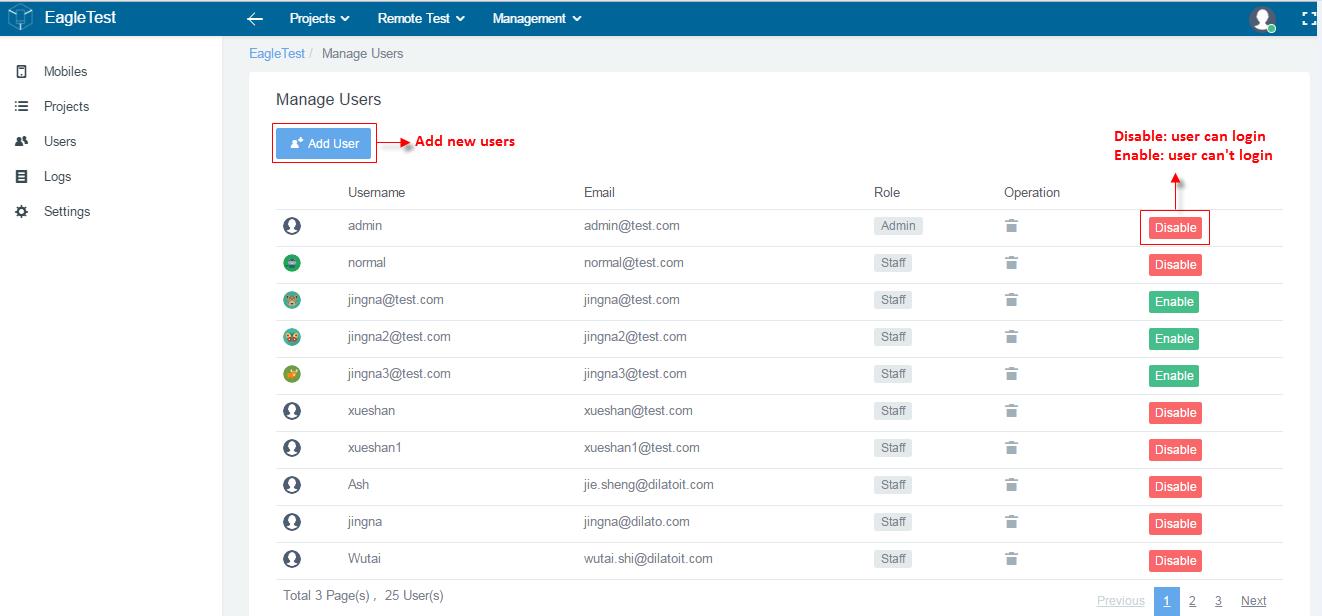 EagleTest
Projects Remote Test Management
Mobiles
Projects
Users
Logs
Settings
EagleTest / Manage Users
Manage Users
Add User
Add new users
Disable: user can login
Enable: user can't login
Username Email Role Operation
admin admin@test.com Admin Disable
normal normal@test.com Staff Disable
jingna@test.com jingna@test.com Staff Enable
jingna2@test.com jingna2@test.com Staff Enable
jingna3@test.com jingna3@test.com Staff Enable
xueshan xueshan@test.com Staff Disable
xueshan1 xueshan1@test.com Staff Disable
Ash jie.sheng@dilatoit.com Staff Disable
jingna jingna@dilato.com Staff Disable
Wutai wutai.shi@dilatoit.com Staff Disable
Total 3 Page(s) , 25 User(s)
Previous 1 2 3 Next